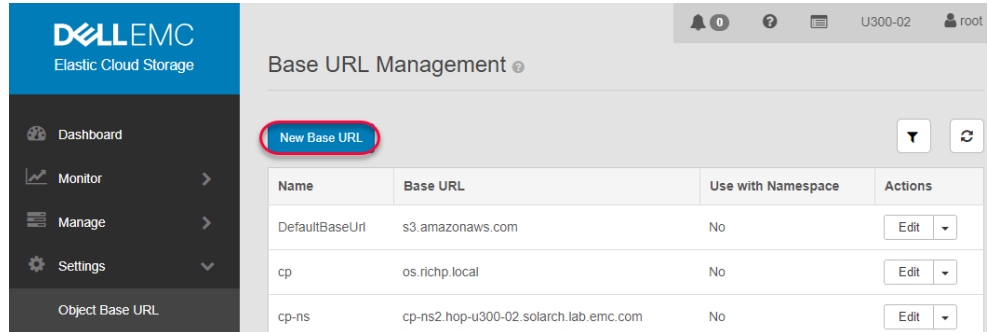 DELLEMC
Elastic Cloud Storage
0
?
U300-02
root
Base URL Management ?
Dashboard
Monitor
Manage
Settings
Object Base URL
New Base URL
Name Base URL Use with Namespace Actions
DefaultBaseUrl s3.amazonaws.com No Edit
cp os.richp.local No Edit
cp-ns cp-ns2.hop-u300-02.solarch.lab.emc.com No Edit